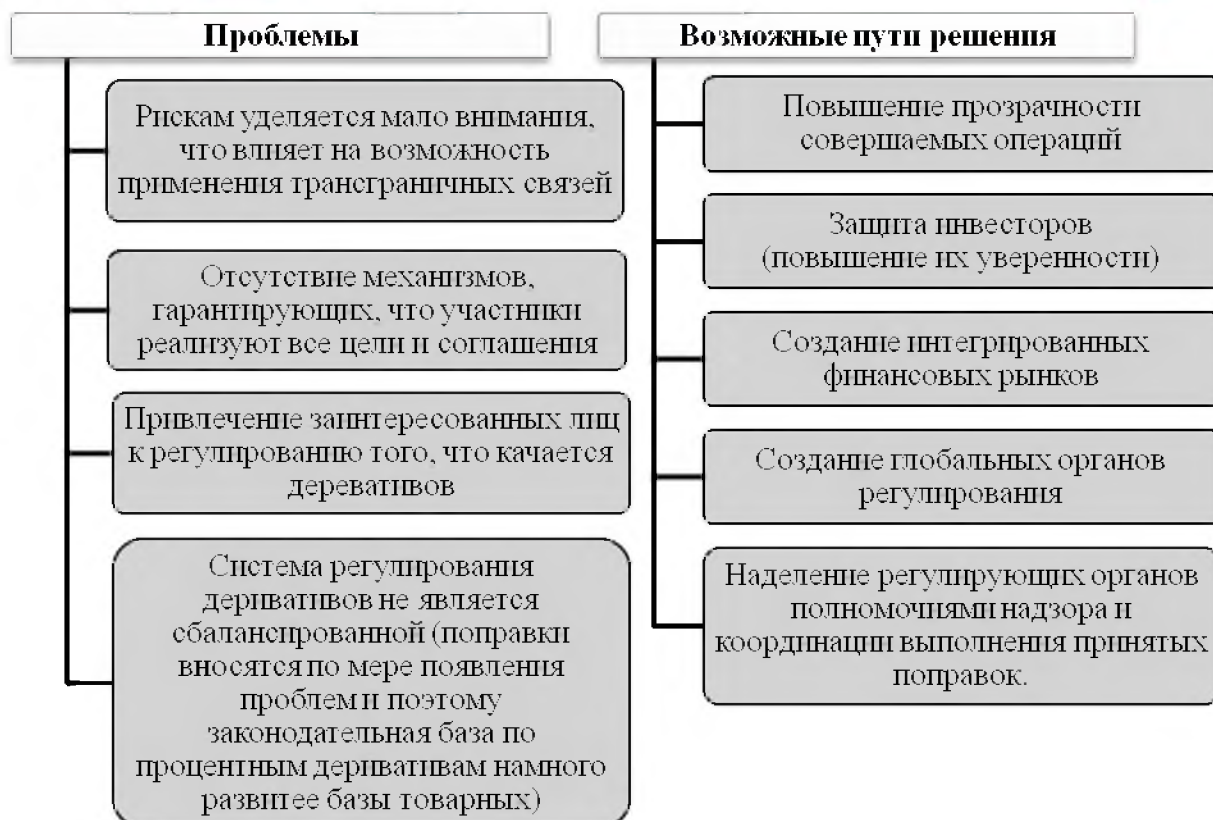 Проблемы
Рискам уделяется мало внимания,
что влияет на возможность
применения трансграничных связей
Отсутствие механизмов,
гарантирующих, что участники
реализуют все цели и соглашения
Привлечение заинтересованных лиц
к регулированию того, что качается
деревативов
Система регулирования
деривативов не является
сбалансированной (поправки
вносятся по мере появления
проблем и поэтому
законодательная база по
процентным деривативам намного
развитее базы товарных)
Возможные пути решения
Повышение прозрачности
совершаемых операций
Защита инвесторов
(повышение их уверенности)
Создание интегрированных
финансовых рынков
Создание глобальных органов
регулирования
Наделение регулирующих органов
полномочиями надзора и
координации выполнения принятых
поправок.